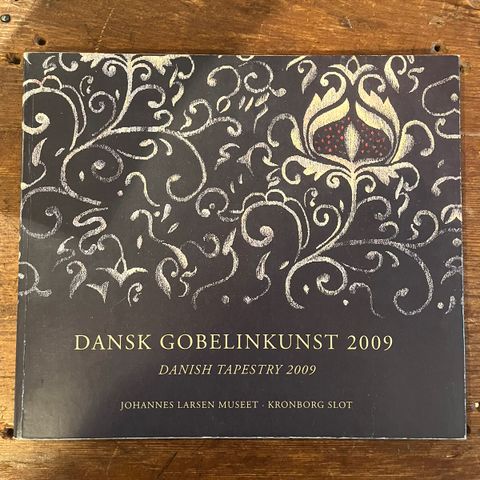 DANSK GOBELINKUNST 2009
DANISH TAPESTRY 2009
JOHANNES LARSEN MUSEET · KRONBORG SLOT